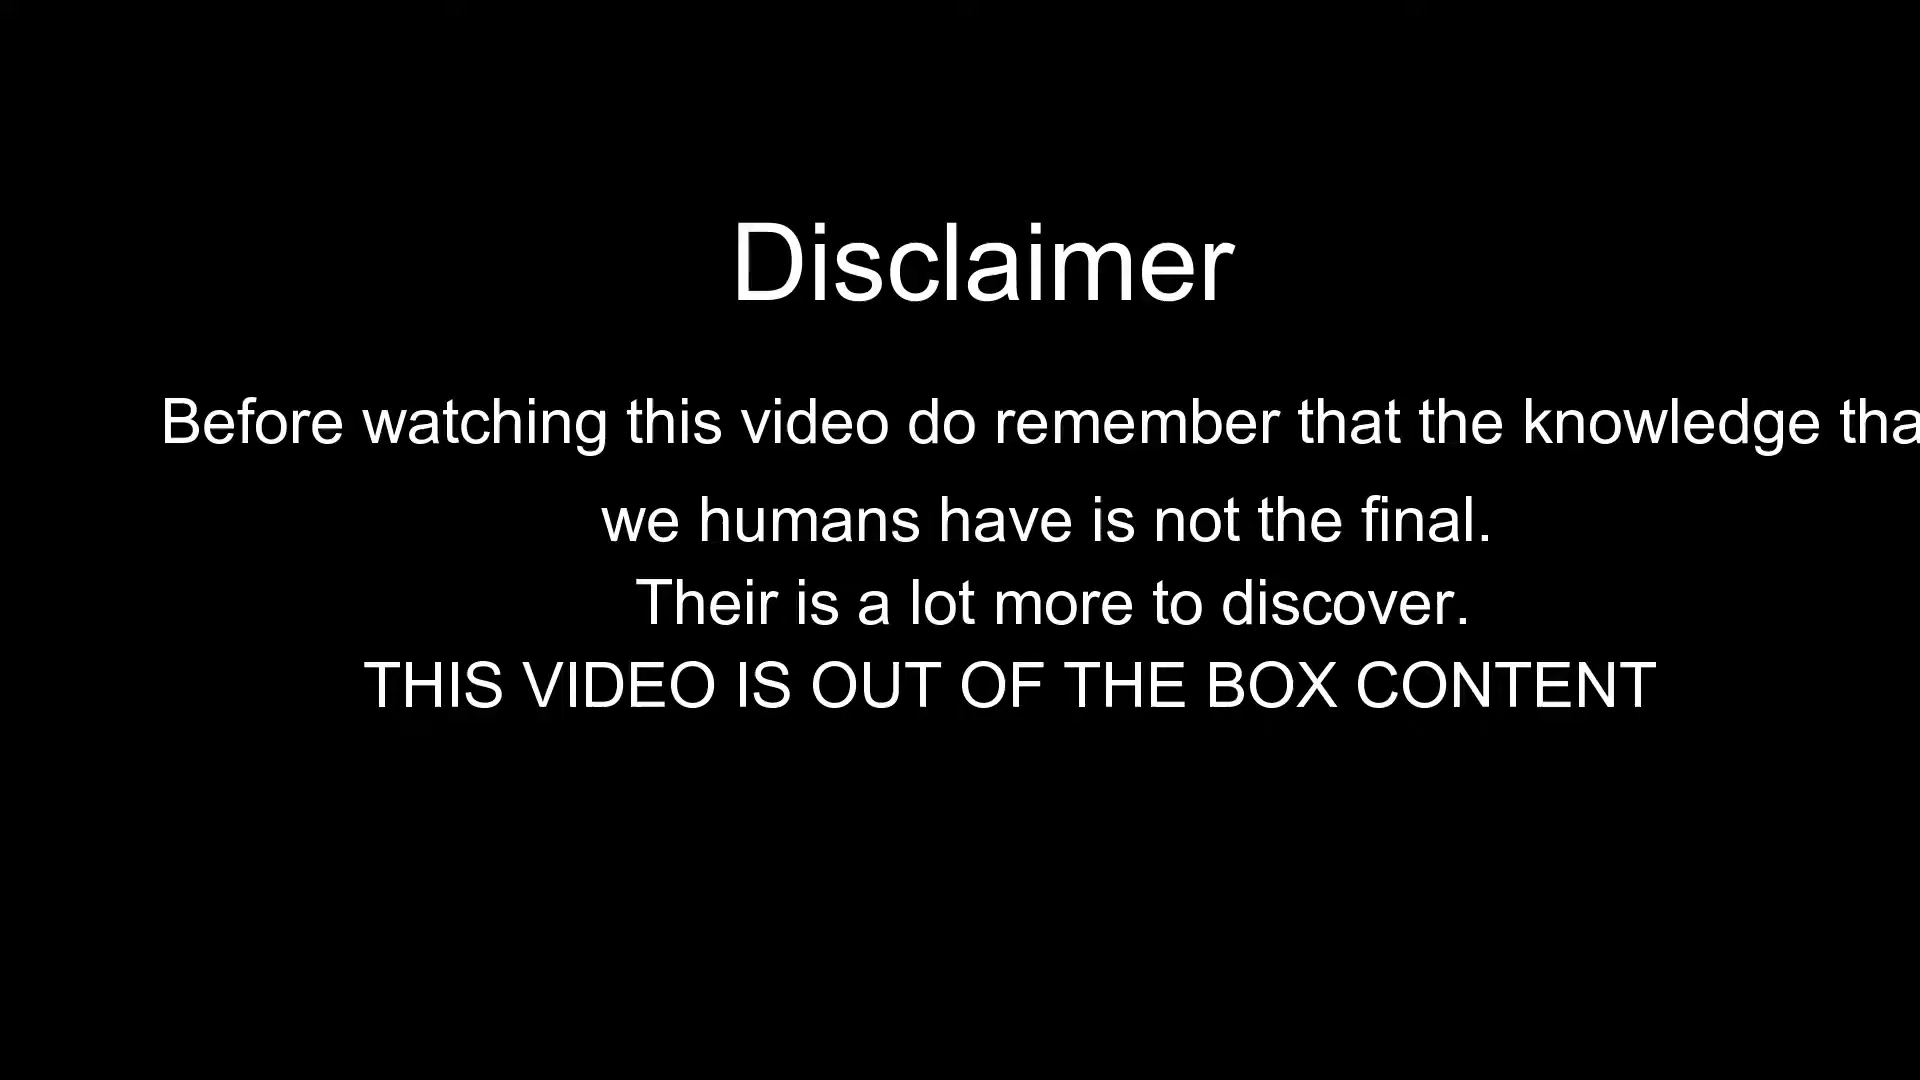 Disclaimer
Before watching this video do remember that the knowledge tha
we humans have is not the final.
Their is a lot more to discover.
THIS VIDEO IS OUT OF THE BOX CONTENT